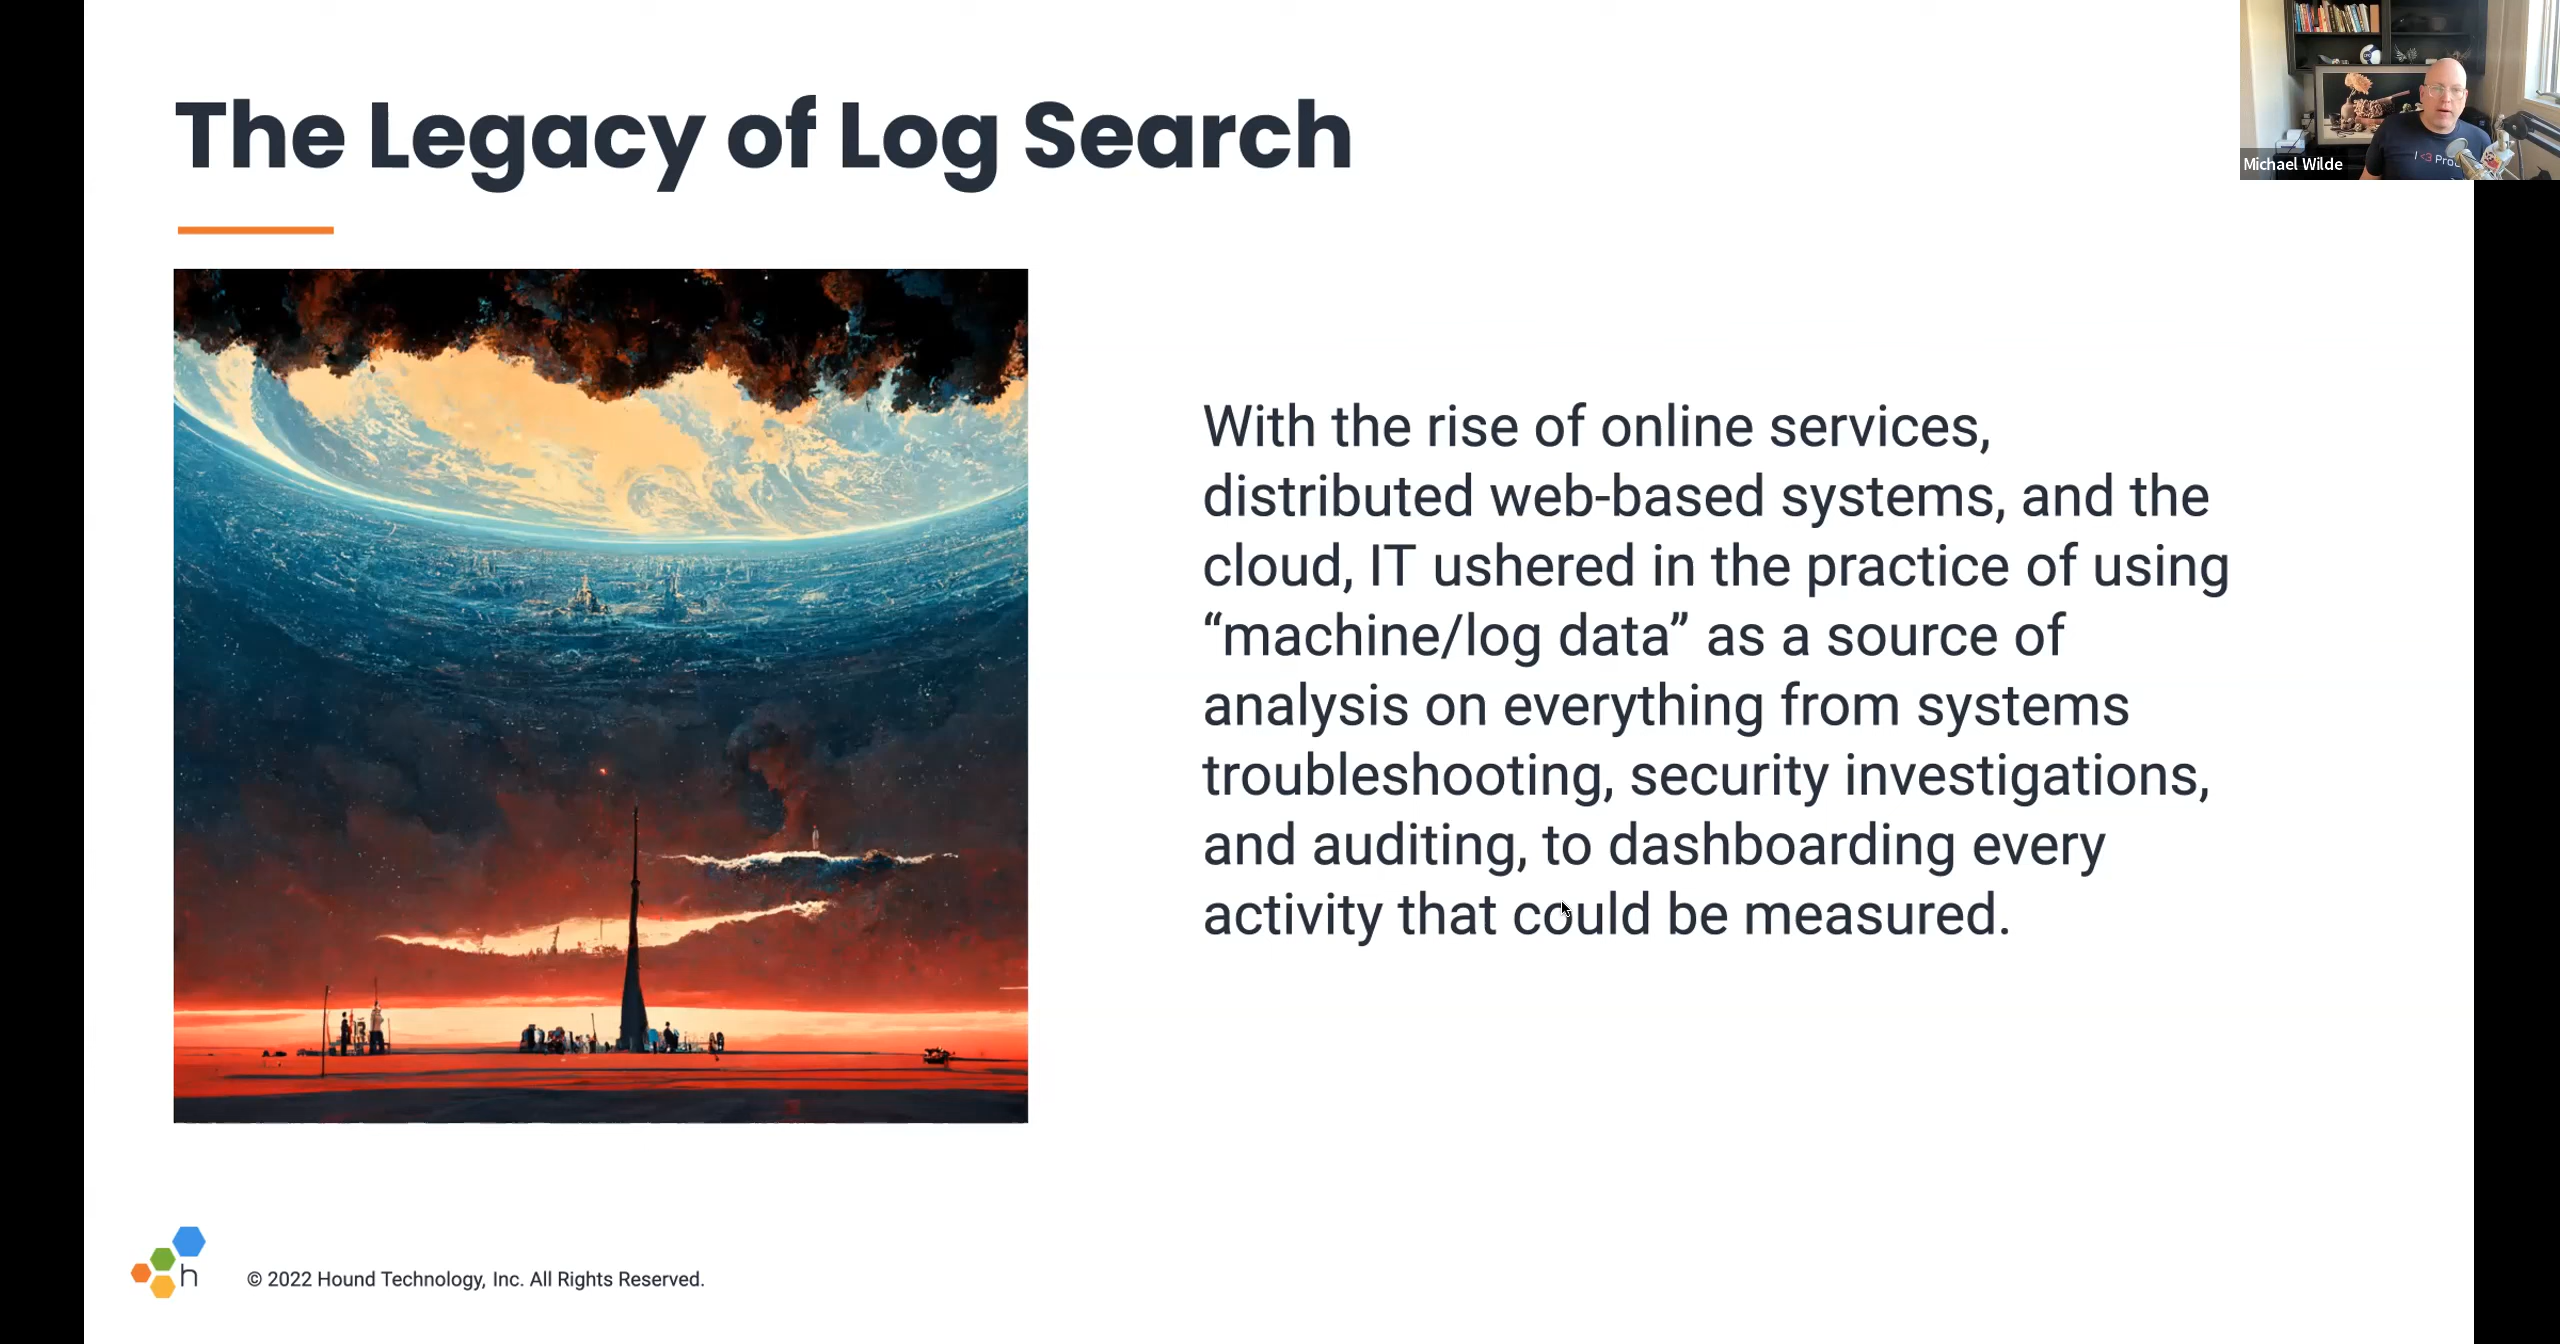 The Legacy of Log Search
With the rise of online services,
distributed web-based systems, and the
cloud, IT ushered in the practice of using
“machine/log data” as a source of
analysis on everything from systems
troubleshooting, security investigations,
and auditing, to dashboarding every
activity that could be measured.
Michael Wilde
I <3
h
© 2022 Hound Technology, Inc. All Rights Reserved.